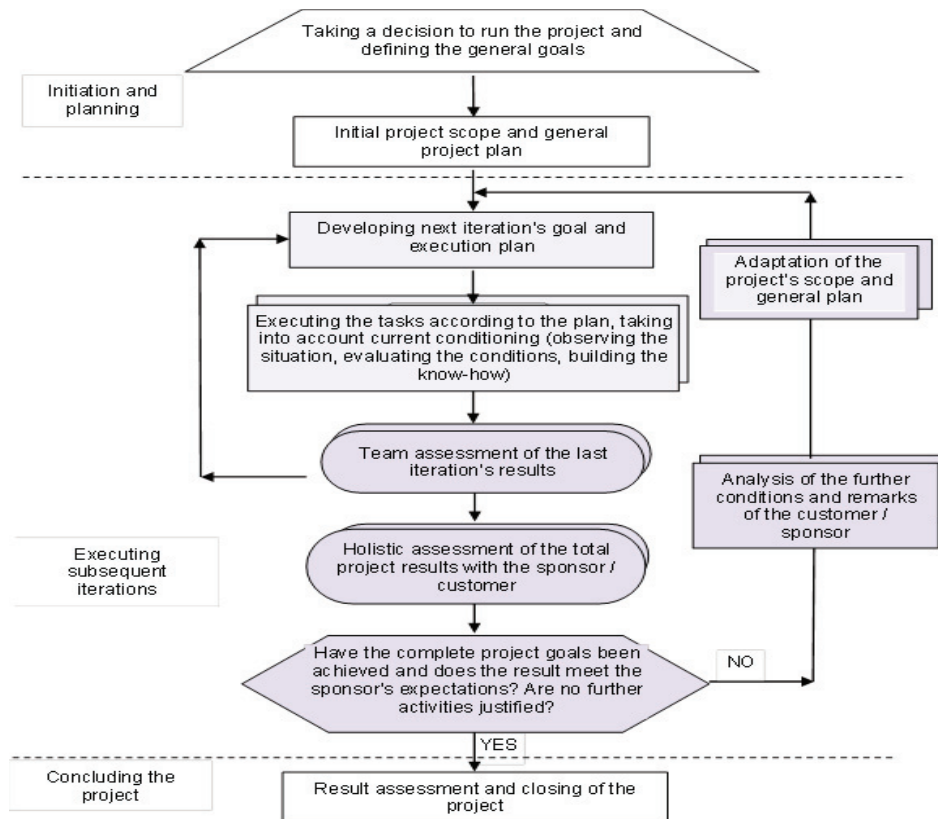 Taking a decision to run the project and
defining the general goals
Initiation and
planning
Initial project scope and general
project plan
Developing next iteration's goal and
execution plan
Adaptation of the
project's scope and
general plan
Executing the tasks according to the plan, taking
into account current conditioning (observing the
situation, evaluating the conditions, building the
know-how)
Team assessment of the last
iteration's results
Analysis of the further
conditions and remarks
of the customer /
sponsor
Executing
subsequent
iterations
Holistic assessment of the total
project results with the sponsor /
customer
Have the complete project goals been
achieved and does the result meet the
sponsor's expectations? Are no further
activities justified?
NO
YES
Concluding the
project
Result assessment and closing of the
project